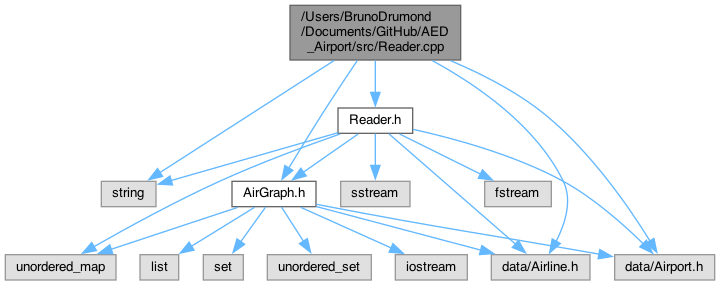 /Users/BrunoDrumond
/Documents/GitHub/AED
_Airport/src/Reader.cpp
Reader.h
string
AirGraph.h
sstream
fstream
unordered_map
list
set
unordered_set
iostream
data/Airline.h
data/Airport.h